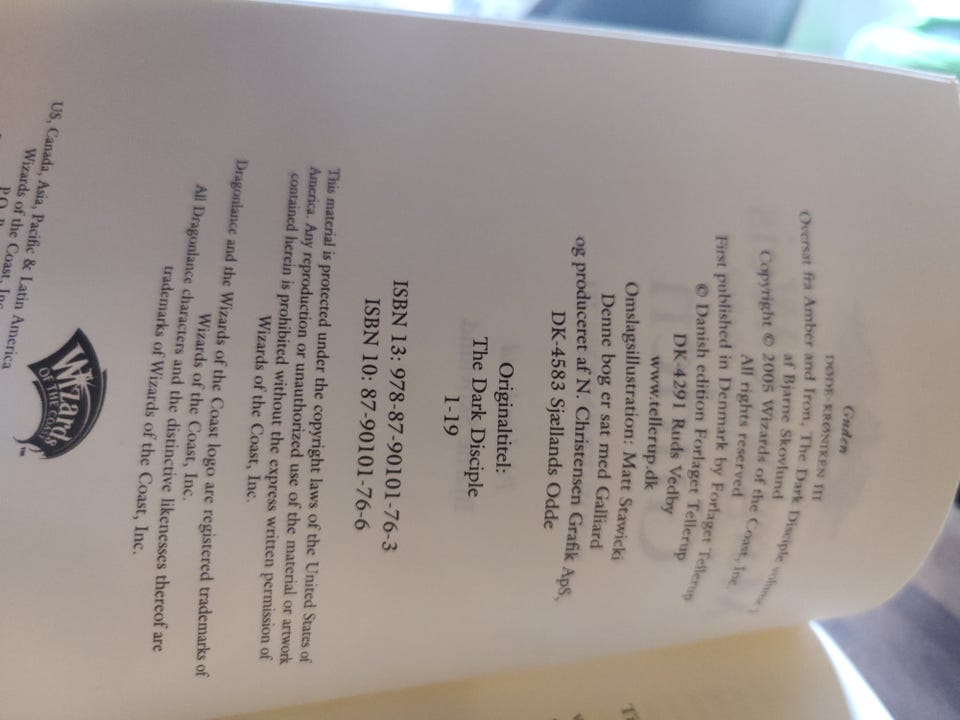 Guden
DØDE-KRØNIKEN III
Oversat fra Amber and Iron, The Dark Disciple volume
af Bjarne Skovlund
Copyright © 2005 Wizards of the Coast, Inc
All rights reserved
First published in Denmark by Forlaget Tellerup
© Danish edition Forlaget Tellerup
DK-4291 Ruds Vedby
www.tellerup.dk
Omslagsillustration: Matt Stawicki
Denne bog er sat med Galliard
og produceret af N. Christensen Grafik ApS,
DK-4583 Sjællands Odde
Originaltitel:
The Dark Disciple
1-19
ISBN 13: 978-87-90101-76-3
ISBN 10: 87-90101-76-6
This material is protected under the copyright laws of the United States of
America. Any reproduction or unauthorized use of the material or artwork
contained herein is prohibited without the express written permission of
Wizards of the Coast, Inc.
Dragonlance and the Wizards of the Coast logo are registered trademarks of
Wizards of the Coast, Inc.
All Dragonlance characters and the distinctive likenesses thereof are
trademarks of Wizards of the Coast, Inc.
US, Canada, Asia, Pacific & Latin America
Wizards of the Coast, Inc
P.O.
Wizards
OF THE COAST
™